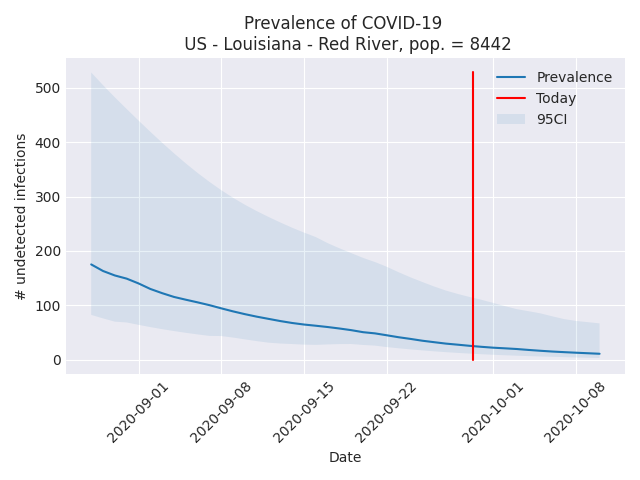 Prevalence of COVID-19
US - Louisiana - Red River, pop. = 8442
Prevalence
Today
95CI
# undetected infections
500
400
300
200
100
0
2020-09-01
2020-09-08
2020-09-15
2020-09-22
2020-10-01
2020-10-08
Date